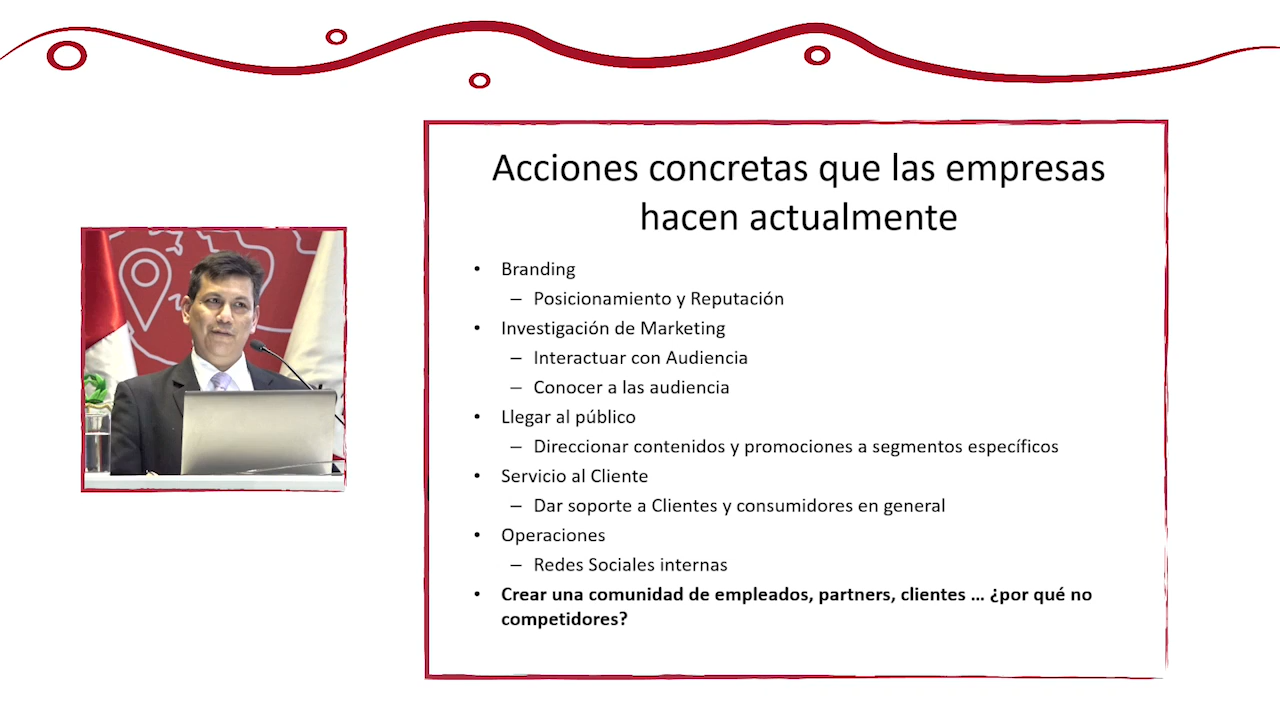 Acciones concretas que las empresas
hacen actualmente
• Branding
– Posicionamiento y Reputación
• Investigación de Marketing
– Interactuar con Audiencia
– Conocer a las audiencia
• Llegar al público
– Direccionar contenidos y promociones a segmentos específicos
• Servicio al Cliente
– Dar soporte a Clientes y consumidores en general
• Operaciones
– Redes Sociales internas
• Crear una comunidad de empleados, partners, clientes ... ¿por qué no
competidores?